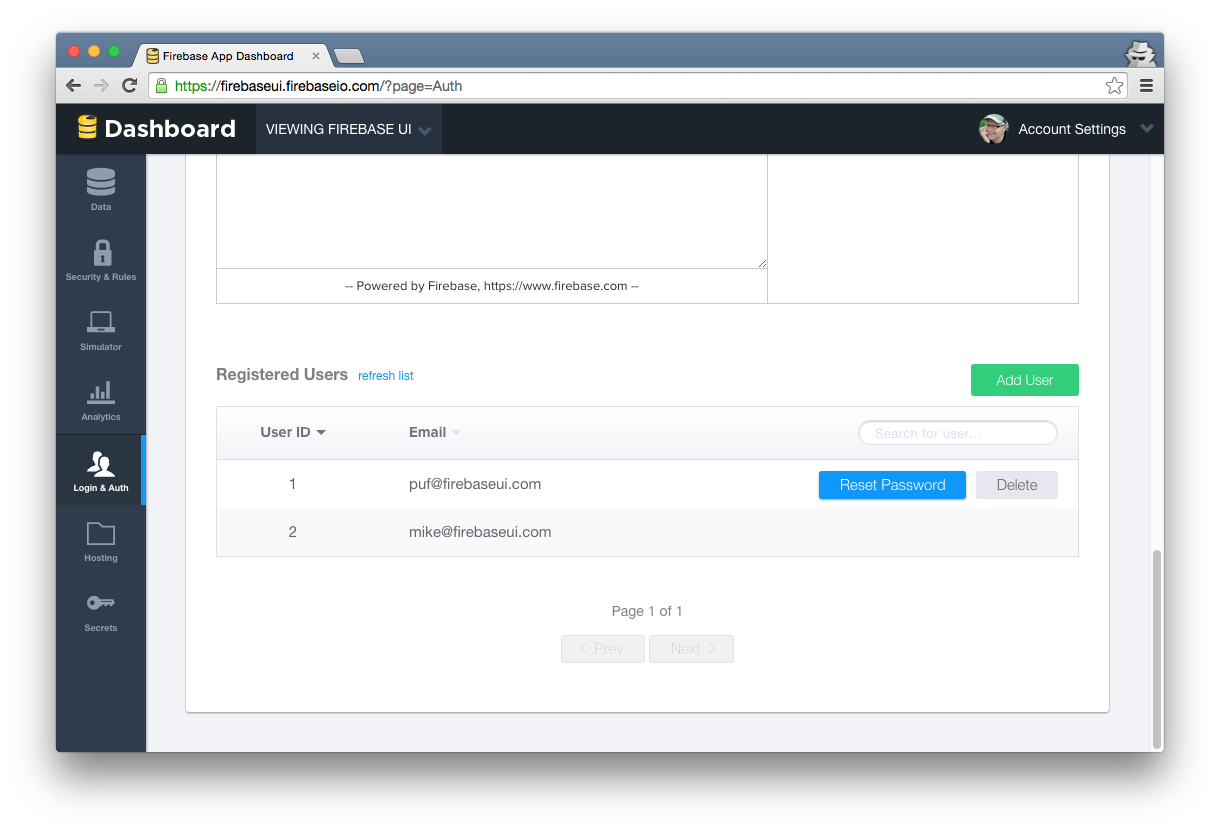 Firebase App Dashboard
https://firebaseui.firebaseio.com/?page=Auth
Dashboard
VIEWING FIREBASE UI
Account Settings
Data
Security & Rules
Simulator
Analytics
Login & Auth
Hosting
Secrets
-- Powered by Firebase, https://www.firebase.com --
Registered Users refresh list
Add User
User ID Email Search for user...
1 puf@firebaseui.com Reset Password Delete
2 mike@firebaseui.com
Page 1 of 1
Prev Next